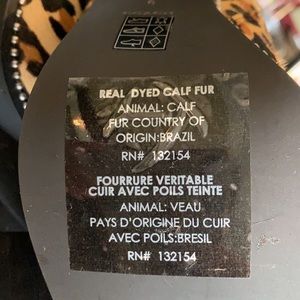 REAL DYED CALF FUR
ANIMAL: CALF
FUR COUNTRY OF
ORIGIN:BRAZIL
RN# 132154
FOURRURE VERITABLE
CUIR AVEC POILS TEINTE
ANIMAL: VEAU
PAYS D'ORIGINE DU CUIR
AVEC POILS:BRESIL
RN# 132154